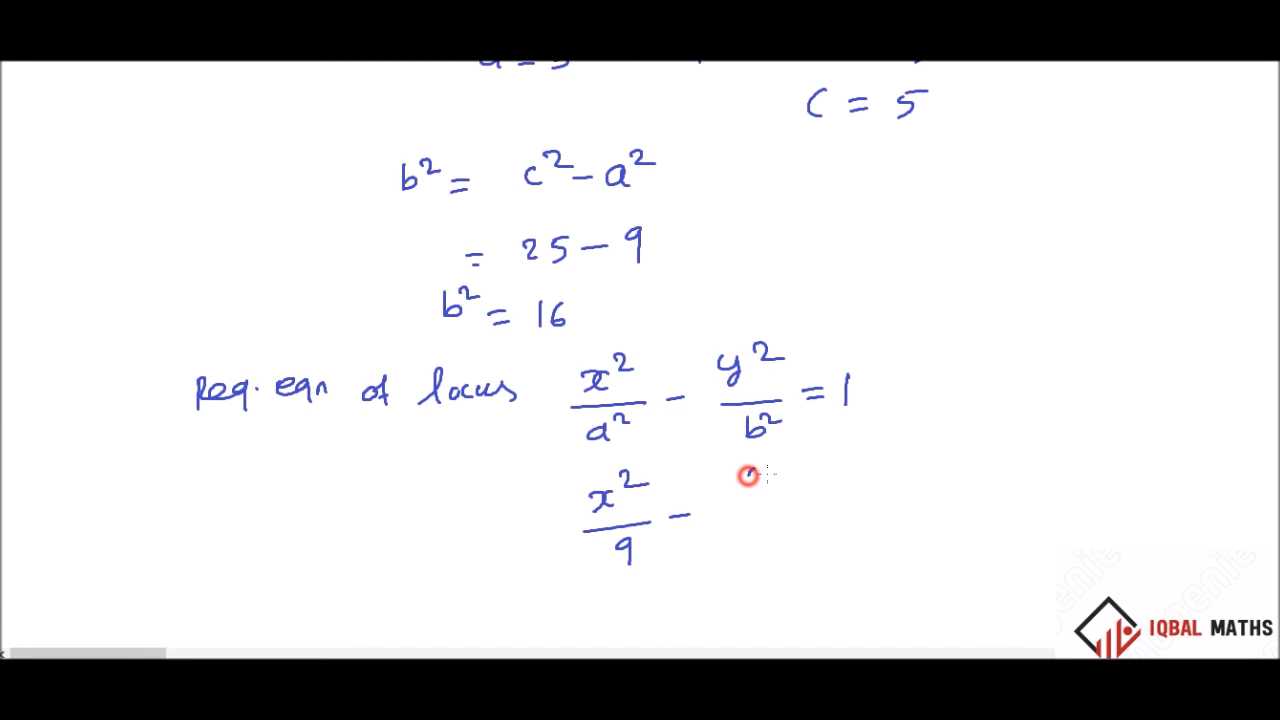 C = 5
b² = c² - a²
= 25 - 9
b² = 16
Req. eqn of locus x²/a² - y²/b² = 1
x²/9 -
IQBAL MATHS